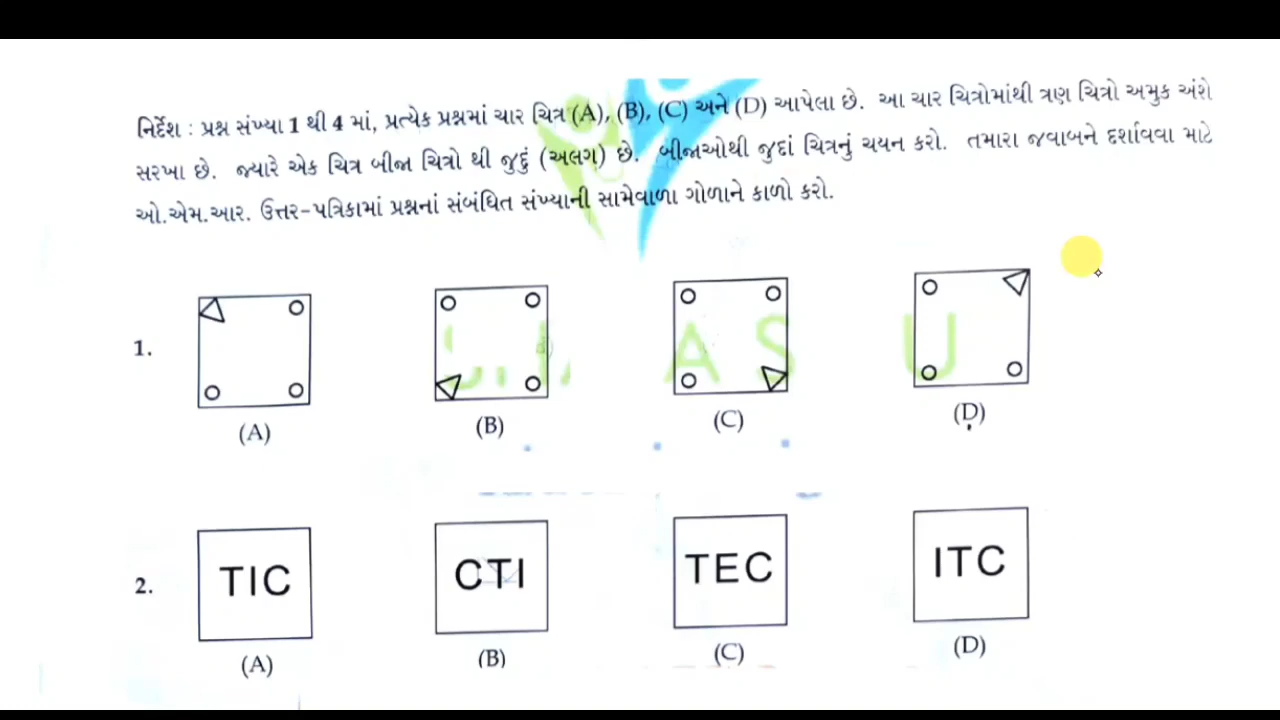 નિર્દેશ : પ્રશ્ન સંખ્યા 1 થી 4 માં, પ્રત્યેક પ્રશ્નમાં ચાર ચિત્ર (A), (B), (C) અને (D) આપેલા છે. આ ચાર ચિત્રોમાંથી ત્રણ ચિત્રો અમુક અંશે
સરખા છે. જ્યારે એક ચિત્ર બીજા ચિત્રો થી જુદું (અલગ) છે. બીજાઓથી જુદાં ચિત્રનું ચયન કરો. તમારા જવાબને દર્શાવવા માટે
ઓ.એમ.આર. ઉત્તર-પત્રિકામાં પ્રશ્નનાં સંબંધિત સંખ્યાની સામેવાળા ગોળાને કાળો કરો.
1.
A S U
(A) (B) (C) (D)
2. TIC CTI TEC ITC
(A) (B) (C) (D)